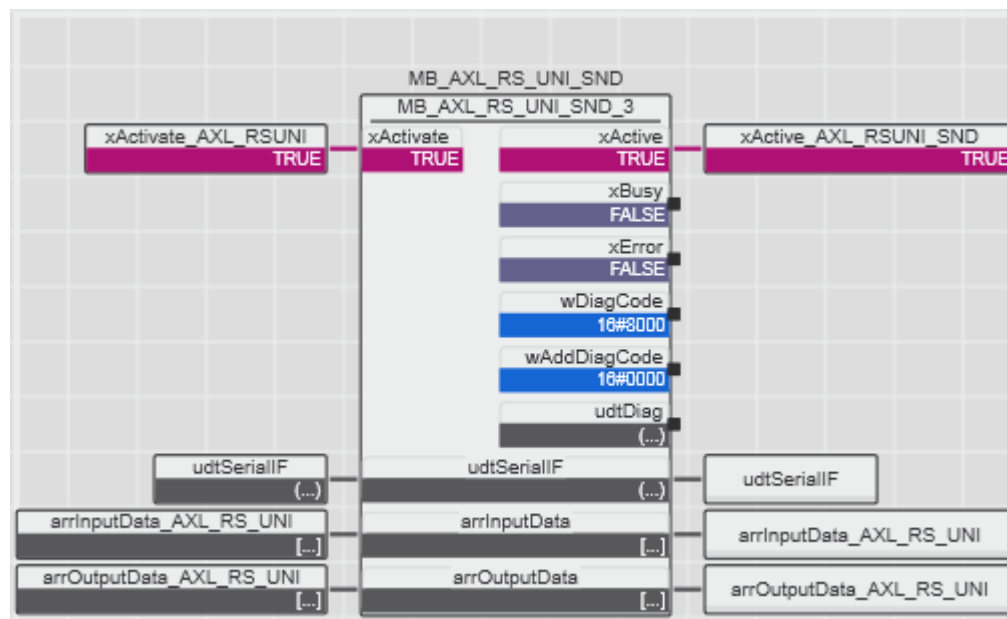 MB_AXL_RS_UNI_SND
MB_AXL_RS_UNI_SND_3
xActivate_AXL_RSUNI
TRUE
xActivate
TRUE
xActive
TRUE
xActive_AXL_RSUNI_SND
TRUE
xBusy
FALSE
xError
FALSE
wDiagCode
16#8000
wAddDiagCode
16#0000
udtDiag
(...)
udtSerialIF
(...)
udtSerialIF
(...)
udtSerialIF
arrInputData_AXL_RS_UNI
[...]
arrInputData
[...]
arrInputData_AXL_RS_UNI
arrOutputData_AXL_RS_UNI
[...]
arrOutputData
[...]
arrOutputData_AXL_RS_UNI